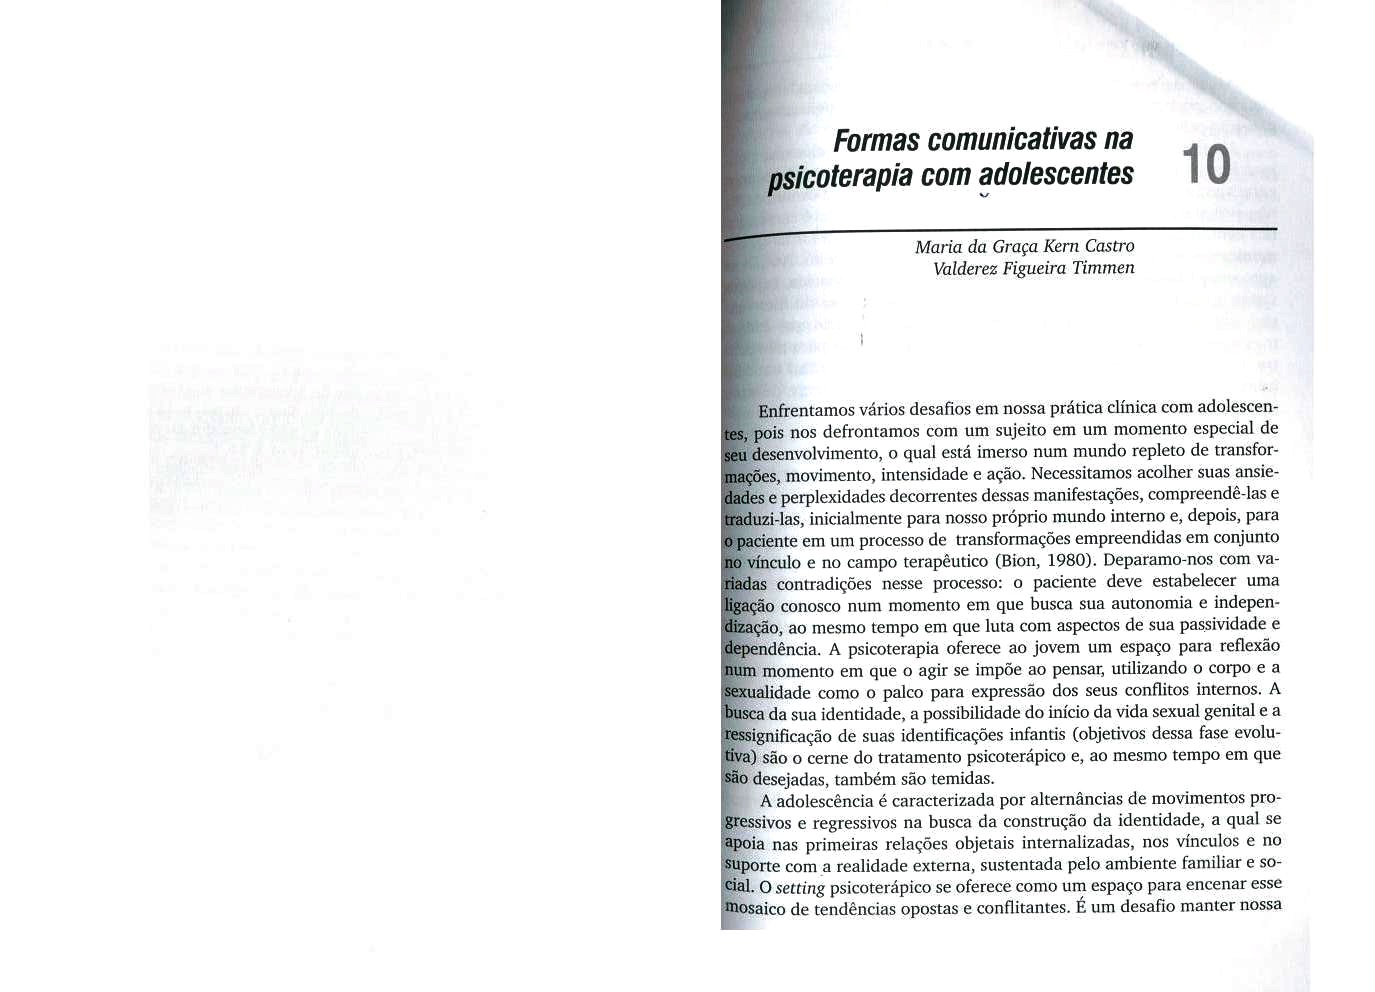 Formas comunicativas na
psicoterapia com adolescentes
10
Maria da Graça Kern Castro
Valderez Figueira Timmen
Enfrentamos vários desafios em nossa prática clínica com adolescen-
tes, pois nos defrontamos com um sujeito em um momento especial de
seu desenvolvimento, o qual está imerso num mundo repleto de transfor-
mações, movimento, intensidade e ação. Necessitamos acolher suas ansie-
dades e perplexidades decorrentes dessas manifestações, compreendê-las e
traduzi-las, inicialmente para nosso próprio mundo interno e, depois, para
o paciente em um processo de transformações empreendidas em conjunto
no vínculo e no campo terapêutico (Bion, 1980). Deparamo-nos com va-
riadas contradições nesse processo: o paciente deve estabelecer uma
ligação conosco num momento em que busca sua autonomia e indepen-
dização, ao mesmo tempo em que luta com aspectos de sua passividade e
dependência. A psicoterapia oferece ao jovem um espaço para reflexão
num momento em que o agir se impõe ao pensar, utilizando o corpo e a
sexualidade como o palco para expressão dos seus conflitos internos. A
busca da sua identidade, a possibilidade do início da vida sexual genital e a
ressignificação de suas identificações infantis (objetivos dessa fase evolu-
tiva) são o cerne do tratamento psicoterápico e, ao mesmo tempo em que
são desejadas, também são temidas.
A adolescência é caracterizada por alternâncias de movimentos pro-
gressivos e regressivos na busca da construção da identidade, a qual se
apoia nas primeiras relações objetais internalizadas, nos vínculos e no
suporte com a realidade externa, sustentada pelo ambiente familiar e so-
cial. O setting psicoterápico se oferece como um espaço para encenar esse
mosaico de tendências opostas e conflitantes. É um desafio manter nossa